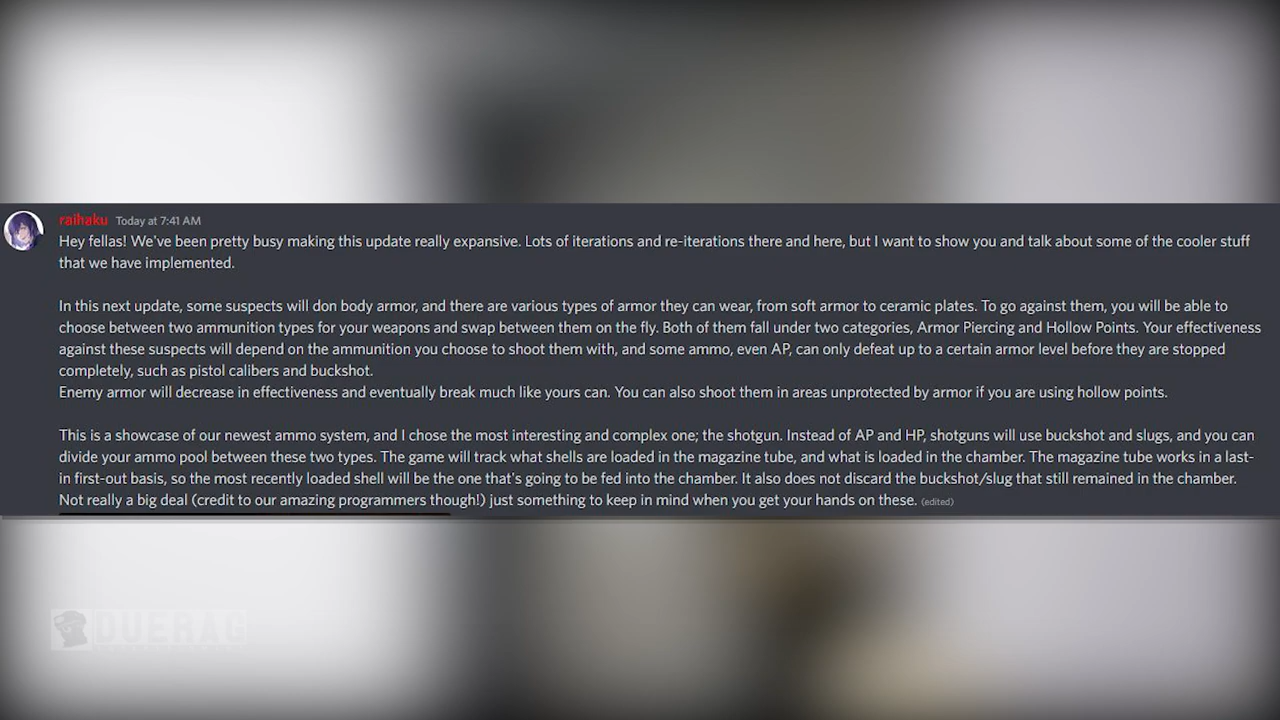 raihaku Today at 7:41 AM
Hey fellas! We've been pretty busy making this update really expansive. Lots of iterations and re-iterations there and here, but I want to show you and talk about some of the cooler stuff
that we have implemented.
In this next update, some suspects will don body armor, and there are various types of armor they can wear, from soft armor to ceramic plates. To go against them, you will be able to
choose between two ammunition types for your weapons and swap between them on the fly. Both of them fall under two categories, Armor Piercing and Hollow Points. Your effectiveness
against these suspects will depend on the ammunition you choose to shoot them with, and some ammo, even AP, can only defeat up to a certain armor level before they are stopped
completely, such as pistol calibers and buckshot.
Enemy armor will decrease in effectiveness and eventually break much like yours can. You can also shoot them in areas unprotected by armor if you are using hollow points.
This is a showcase of our newest ammo system, and I chose the most interesting and complex one; the shotgun. Instead of AP and HP, shotguns will use buckshot and slugs, and you can
divide your ammo pool between these two types. The game will track what shells are loaded in the magazine tube, and what is loaded in the chamber. The magazine tube works in a last-
in first-out basis, so the most recently loaded shell will be the one that's going to be fed into the chamber. It also does not discard the buckshot/slug that still remained in the chamber.
Not really a big deal (credit to our amazing programmers though!) just something to keep in mind when you get your hands on these. (edited)
DUERAG